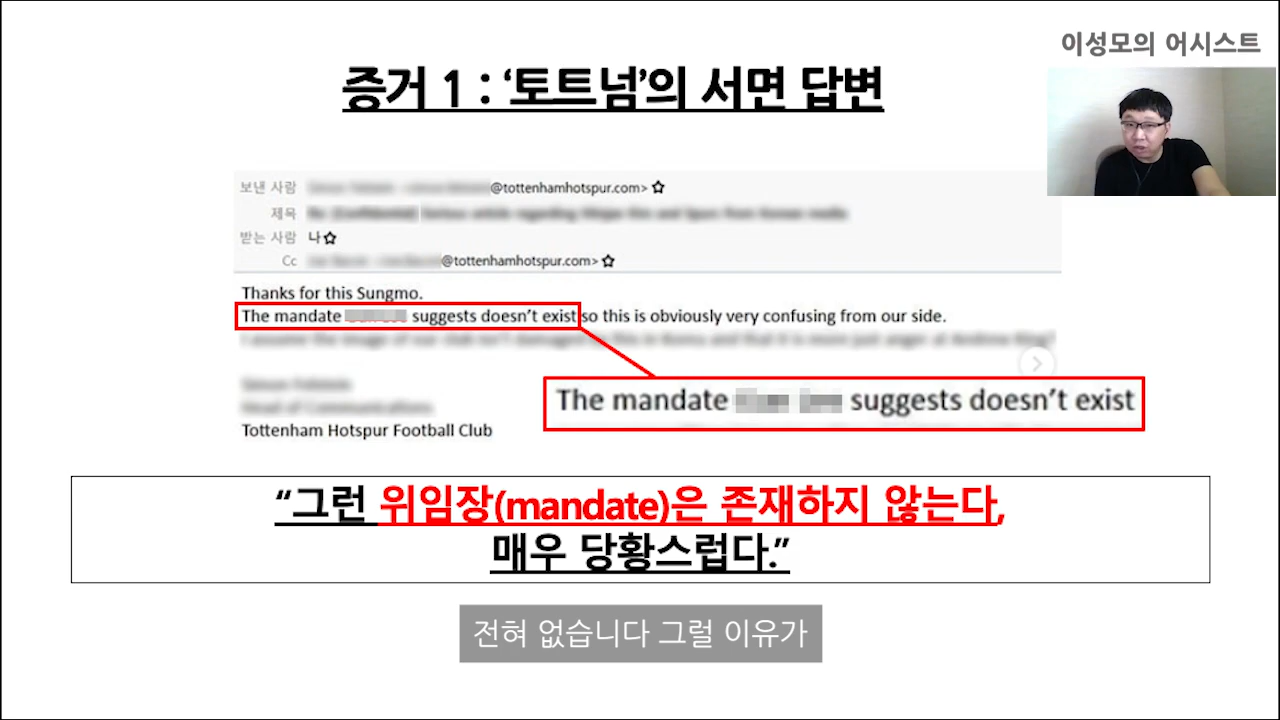 이성모의 어시스트
증거 1 : ‘토트넘’의 서면 답변
보낸 사람 @tottenhamhotspur.com> ☆
제목
받는 사람 나☆
Cc @tottenhamhotspur.com> ☆
Thanks for this Sungmo.
The mandate suggests doesn’t exist so this is obviously very confusing from our side.
Tottenham Hotspur Football Club
The mandate suggests doesn’t exist
“그런 위임장(mandate)은 존재하지 않는다,
매우 당황스럽다.”
전혀 없습니다 그럴 이유가